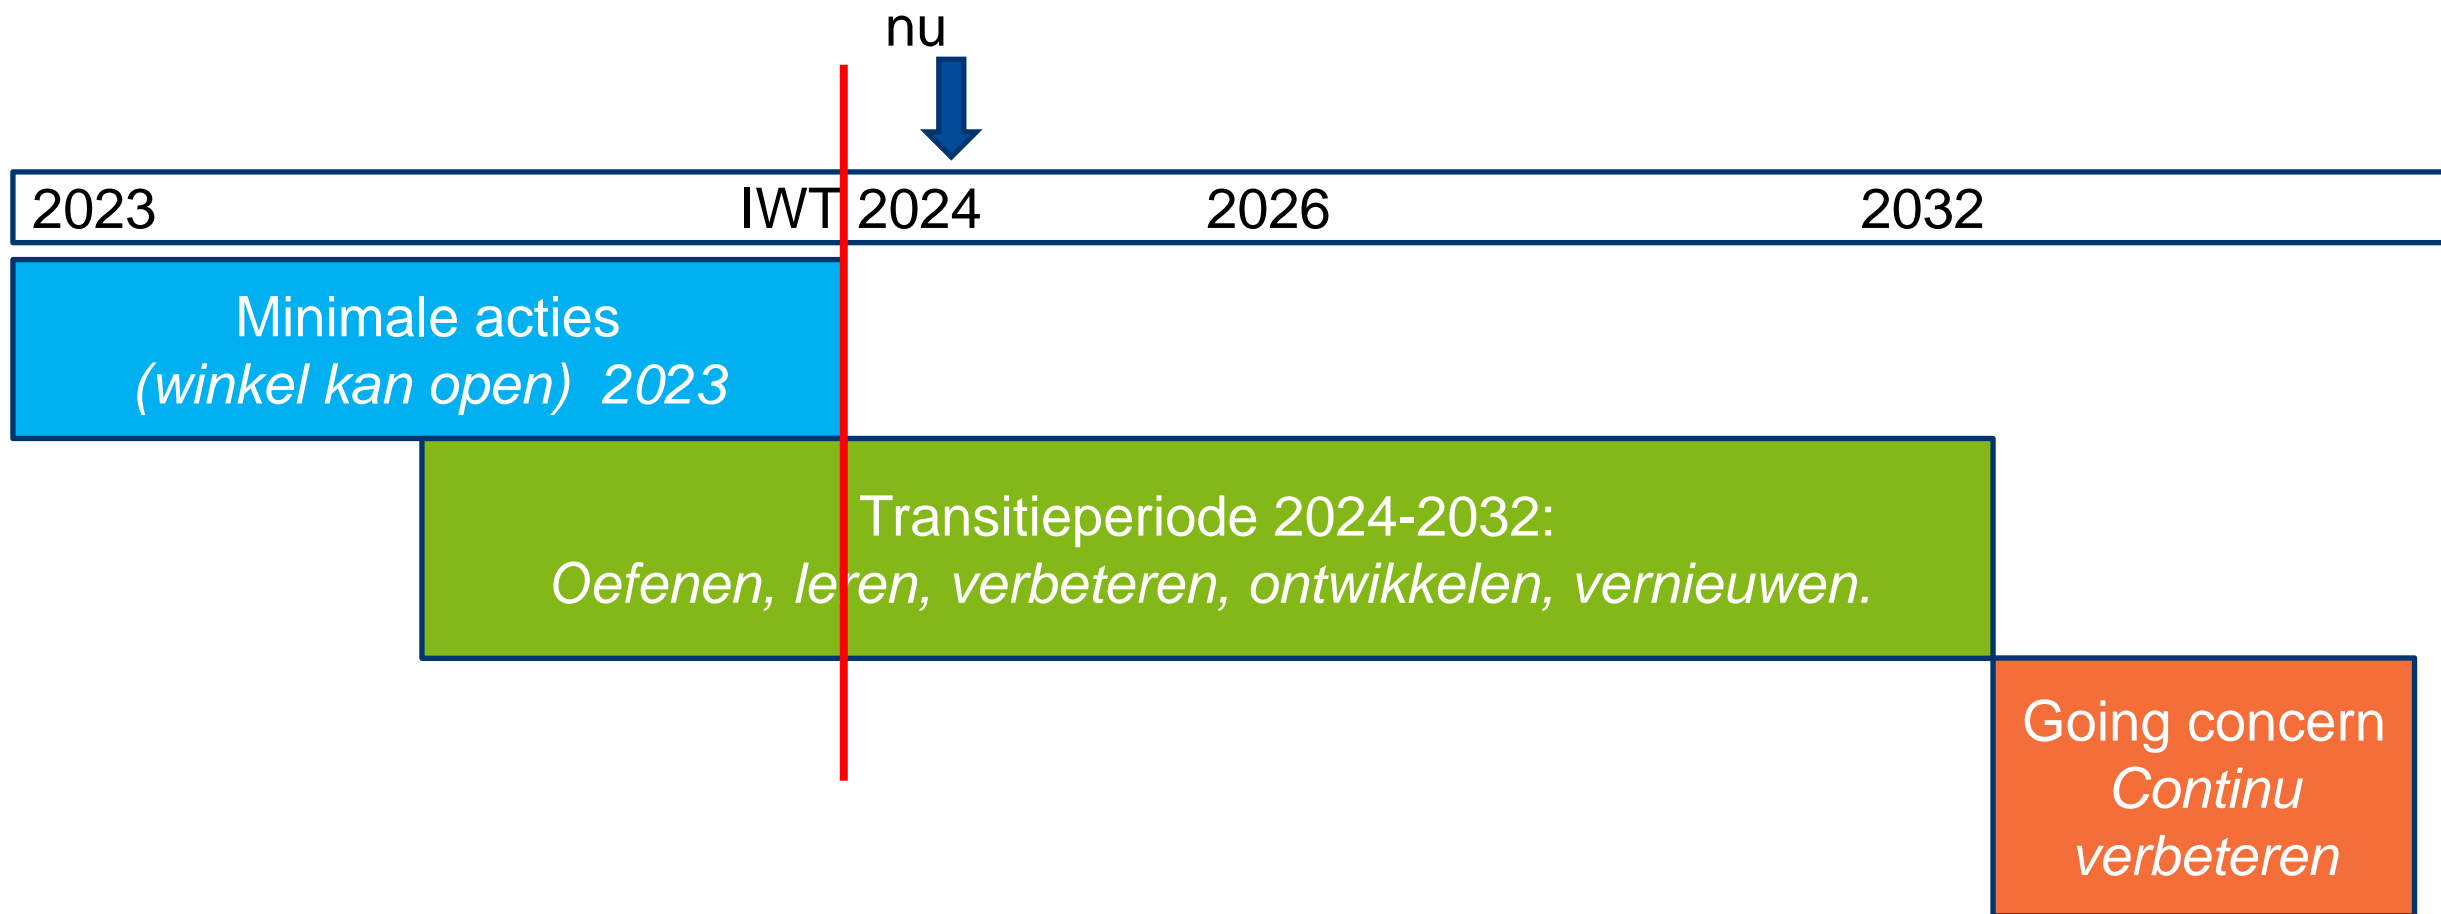 nu
2023 IWT 2024 2026 2032
Minimale acties
(winkel kan open) 2023
Transitieperiode 2024-2032:
Oefenen, leren, verbeteren, ontwikkelen, vernieuwen.
Going concern
Continu
verbeteren